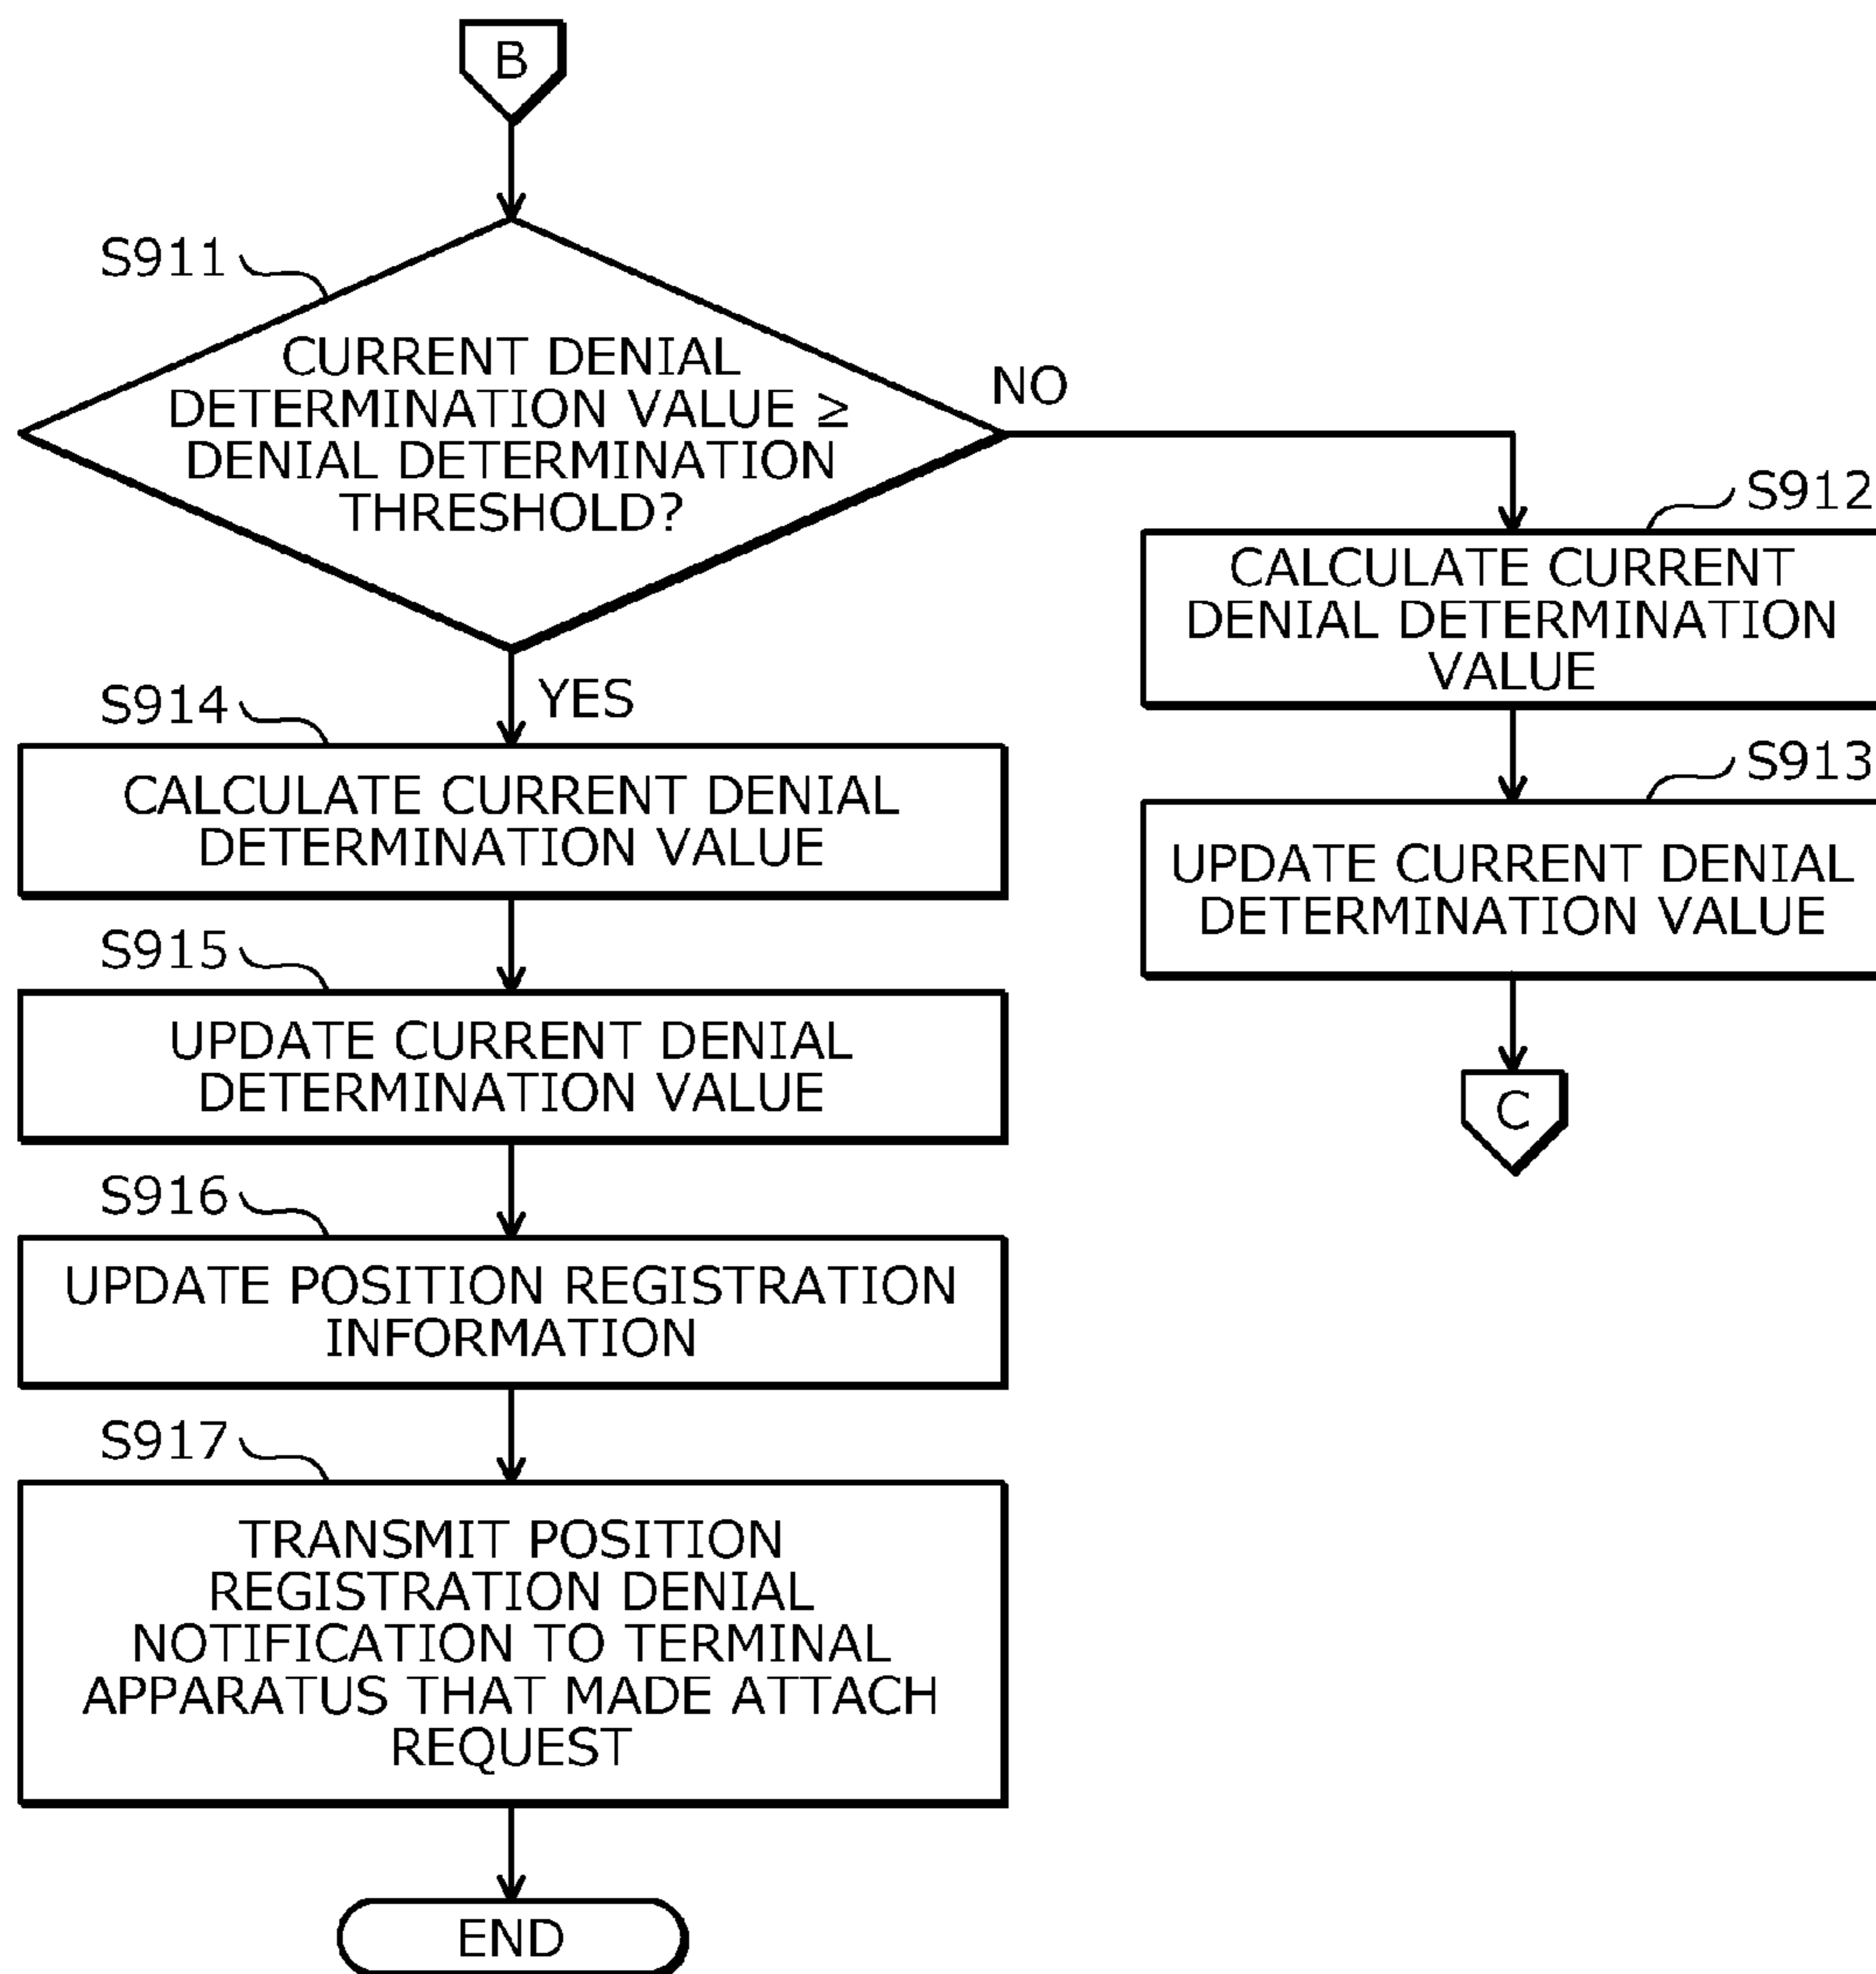 B
S911
CURRENT DENIAL
DETERMINATION VALUE ≥
DENIAL DETERMINATION
THRESHOLD?
NO
YES
S912
CALCULATE CURRENT
DENIAL DETERMINATION
VALUE
S913
UPDATE CURRENT DENIAL
DETERMINATION VALUE
C
S914
CALCULATE CURRENT DENIAL
DETERMINATION VALUE
S915
UPDATE CURRENT DENIAL
DETERMINATION VALUE
S916
UPDATE POSITION REGISTRATION
INFORMATION
S917
TRANSMIT POSITION
REGISTRATION DENIAL
NOTIFICATION TO TERMINAL
APPARATUS THAT MADE ATTACH
REQUEST
END